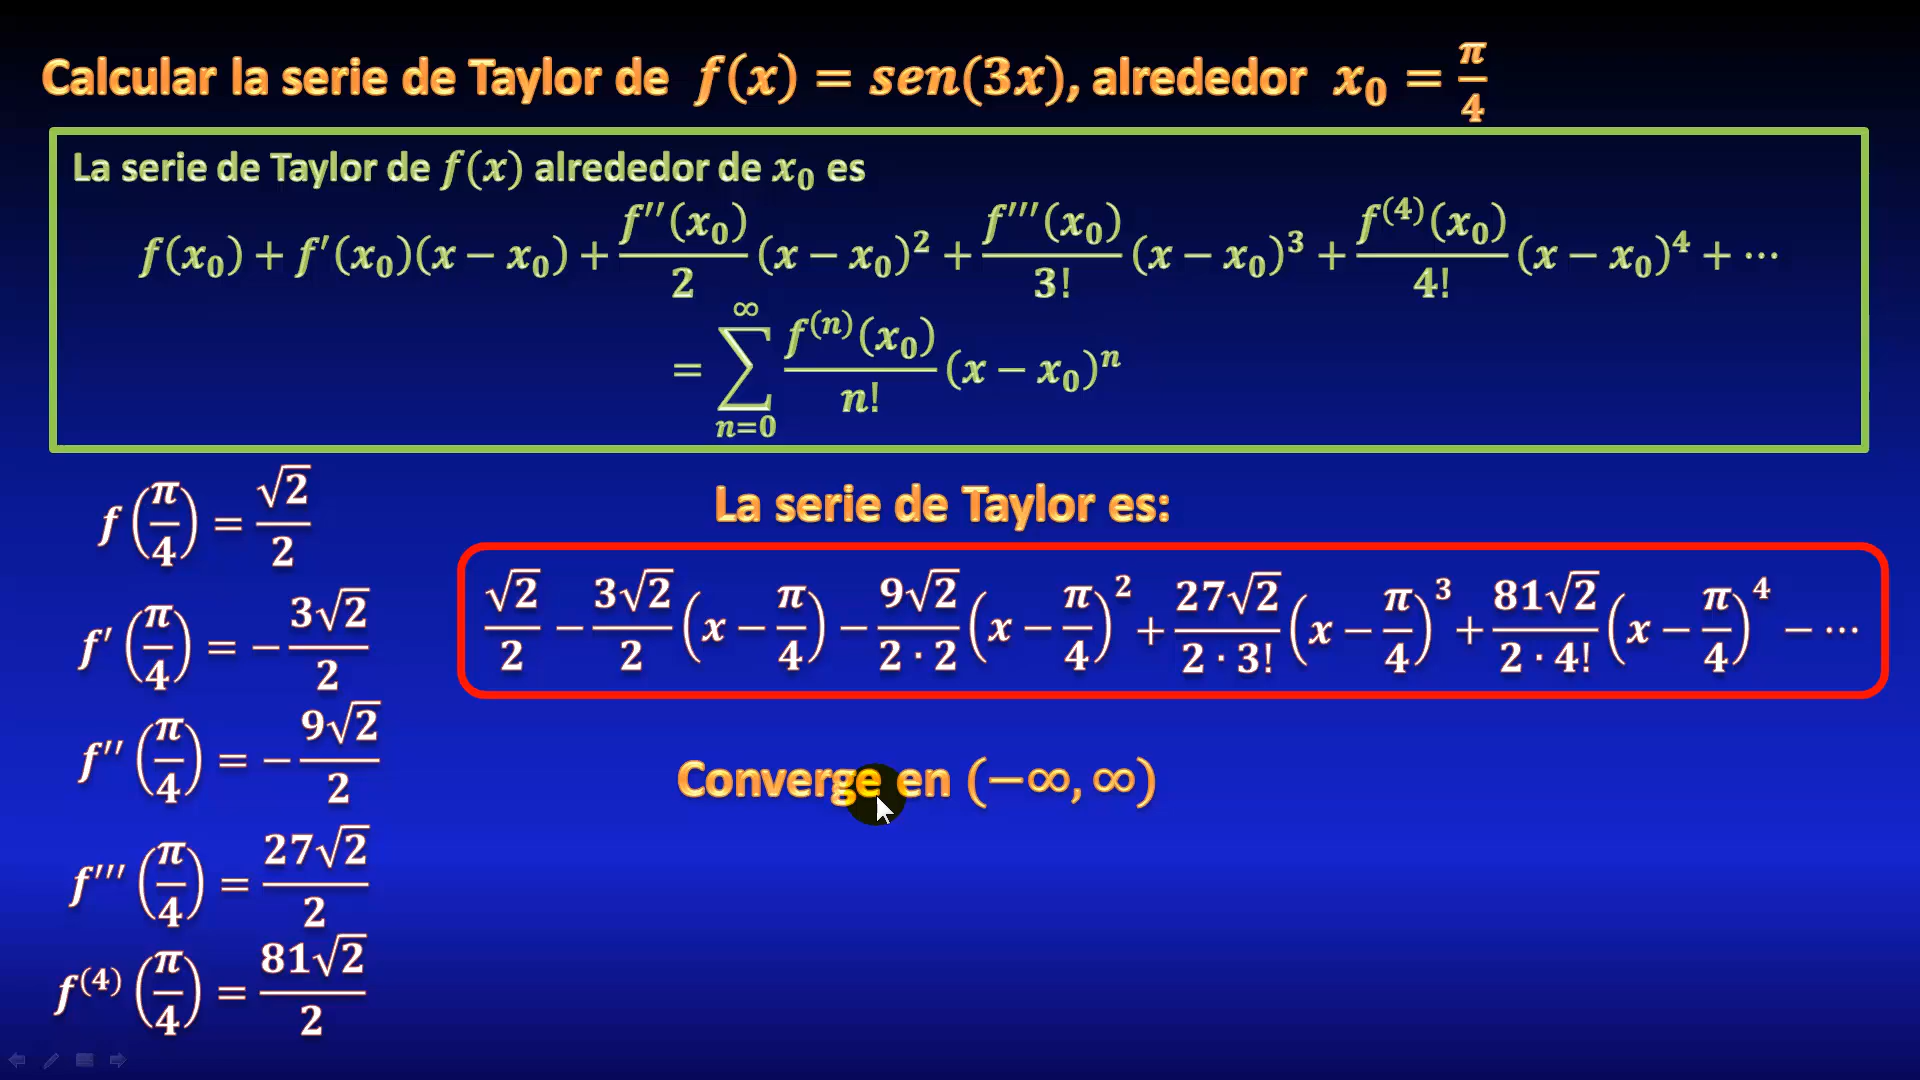 Calcular la serie de Taylor de f(x) = sen(3x), alrededor x₀ = π/4
La serie de Taylor de f(x) alrededor de x₀ es
f(x₀) + f′(x₀)(x − x₀) + f′′(x₀)/2 (x − x₀)² + f′′′(x₀)/3! (x − x₀)³ + f⁽⁴⁾(x₀)/4! (x − x₀)⁴ + ⋯
= ∑_{n=0}^{∞} f⁽ⁿ⁾(x₀)/n! (x − x₀)ⁿ
f(π/4) = √2/2
f′(π/4) = −3√2/2
f′′(π/4) = −9√2/2
f′′′(π/4) = 27√2/2
f⁽⁴⁾(π/4) = 81√2/2
La serie de Taylor es:
√2/2 − 3√2/2 (x − π/4) − 9√2/(2·2) (x − π/4)² + 27√2/(2·3!) (x − π/4)³ + 81√2/(2·4!) (x − π/4)⁴ − ⋯
Converge en (−∞, ∞)